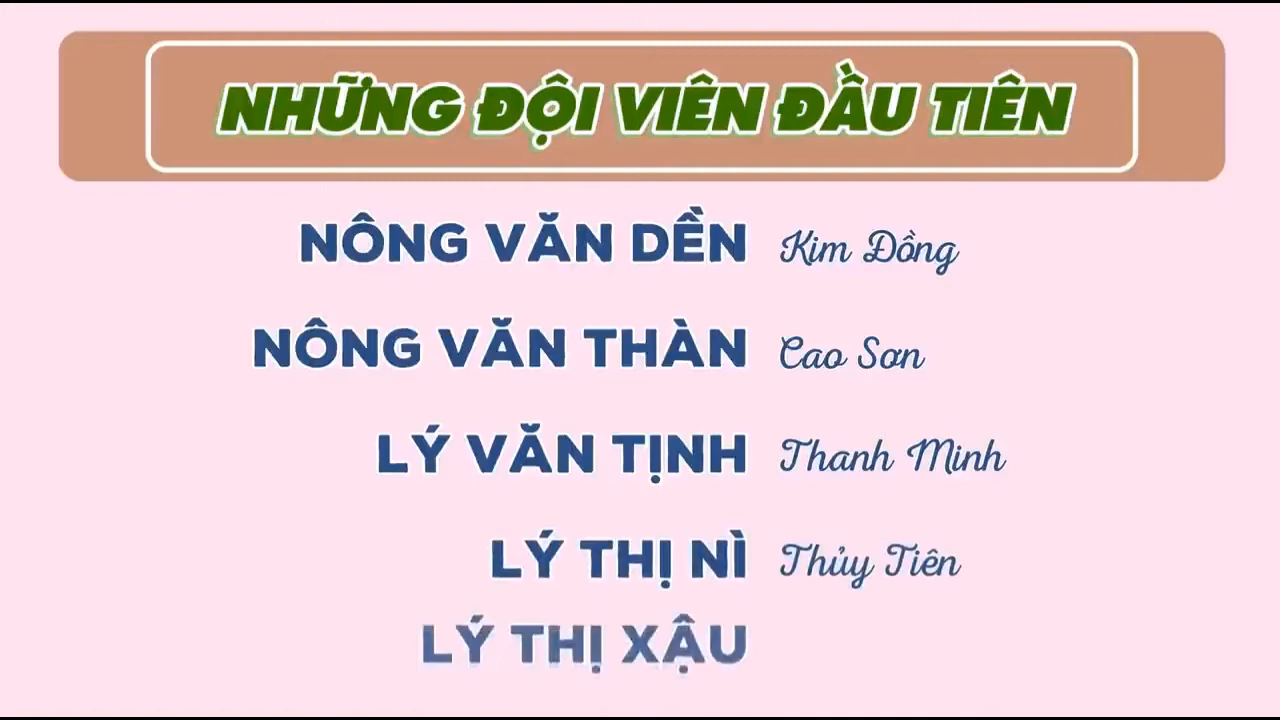 NHỮNG ĐỘI VIÊN ĐẦU TIÊN
NÔNG VĂN DỀN Kim Đồng
NÔNG VĂN THÀN Cao Sơn
LÝ VĂN TỊNH Thanh Minh
LÝ THỊ NÌ Thủy Tiên
LÝ THỊ XẬU